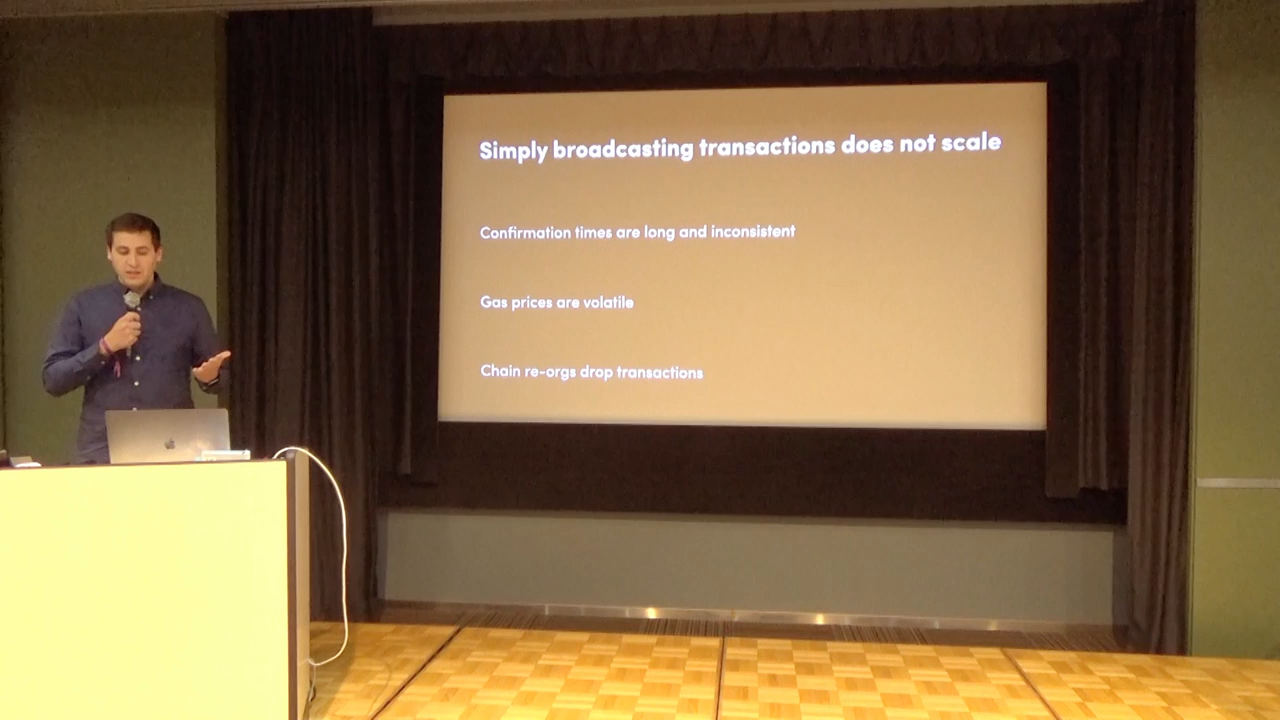 Simply broadcasting transactions does not scale
Confirmation times are long and inconsistent
Gas prices are volatile
Chain re-orgs drop transactions